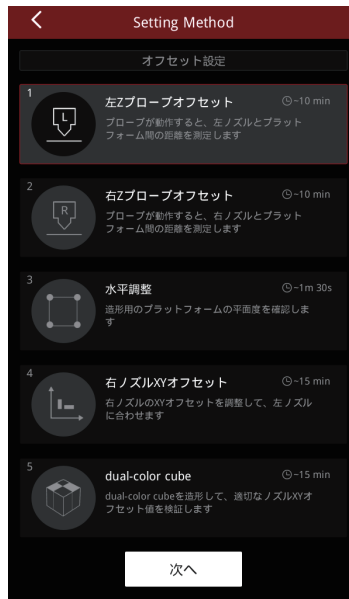 Setting Method
オフセット設定
1
L
左Zプローブオフセット
~10 min
プローブが動作すると、左ノズルとプラット
フォーム間の距離を測定します
2
R
右Zプローブオフセット
~10 min
プローブが動作すると、右ノズルとプラット
フォーム間の距離を測定します
3
水平調整
~1m 30s
造形用のプラットフォームの平面度を確認しま
す
4
右ノズルXYオフセット
~15 min
右ノズルのXYオフセットを調整して、左ノズル
に合わせます
5
dual-color cube
~15 min
dual-color cubeを造形して、適切なノズルXYオ
フセット値を検証します
次へ